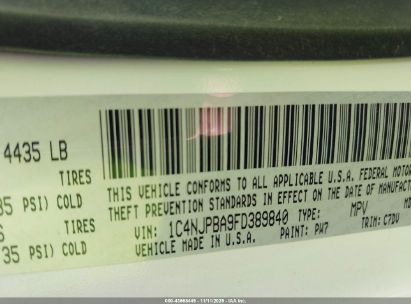 4435 LB
TIRES
35 PSI) COLD
TIRES
35 PSI) COLD
THIS VEHICLE CONFORMS TO ALL APPLICABLE U.S.A. FEDERAL MOTOR
THEFT PREVENTION STANDARDS IN EFFECT ON THE DATE OF
VIN: 1C4NJPBA9FD389840 TYPE: MPV
VEHICLE MADE IN U.S.A. PAINT: PW7 TRIM: C7DV